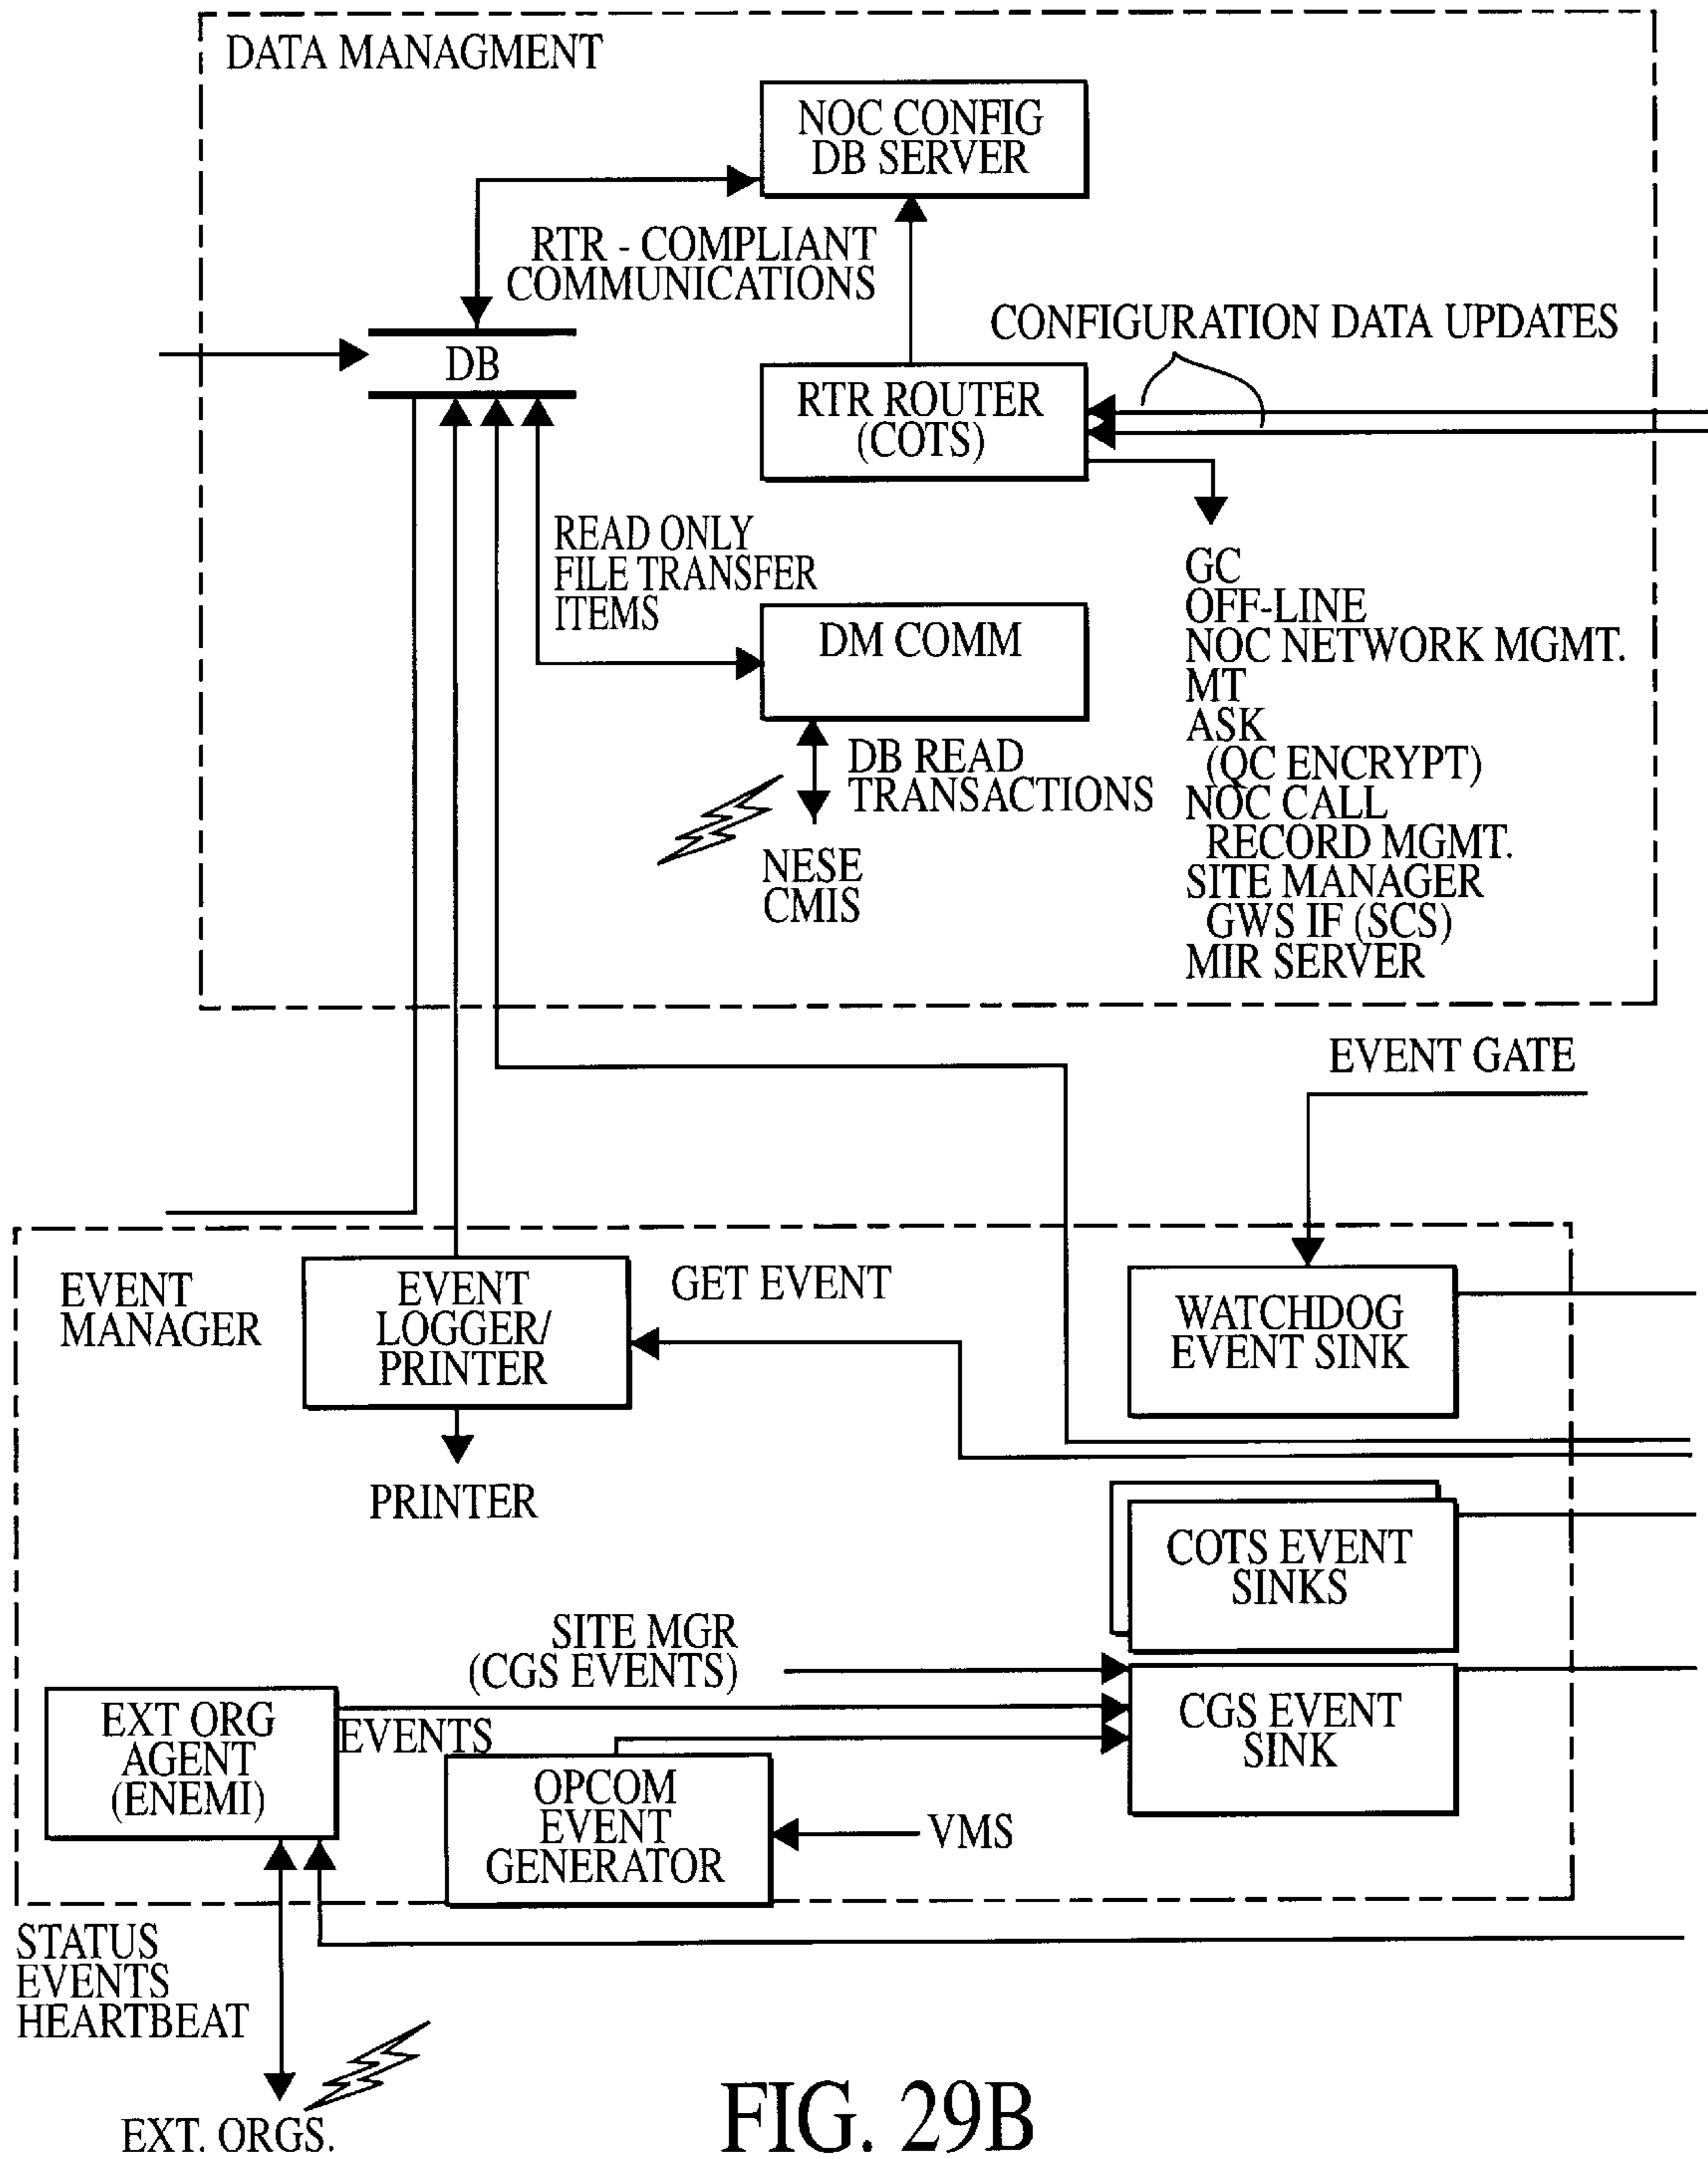 DATA MANAGMENT
NOC CONFIG
DB SERVER
RTR - COMPLIANT
COMMUNICATIONS
CONFIGURATION DATA UPDATES
DB
RTR ROUTER
(COTS)
READ ONLY
FILE TRANSFER
ITEMS
DM COMM
DB READ
TRANSACTIONS
NESE
CMIS
GC
OFF-LINE
NOC NETWORK MGMT.
MT
ASK
(QC ENCRYPT)
NOC CALL
RECORD MGMT.
SITE MANAGER
GWS IF (SCS)
MIR SERVER
EVENT GATE
EVENT
MANAGER
EVENT
LOGGER/
PRINTER
GET EVENT
WATCHDOG
EVENT SINK
PRINTER
COTS EVENT
SINKS
SITE MGR
(CGS EVENTS)
EXT ORG
AGENT
(ENEMI)
EVENTS
CGS EVENT
SINK
OPCOM
EVENT
GENERATOR
VMS
STATUS
EVENTS
HEARTBEAT
EXT. ORGS.
FIG. 29B